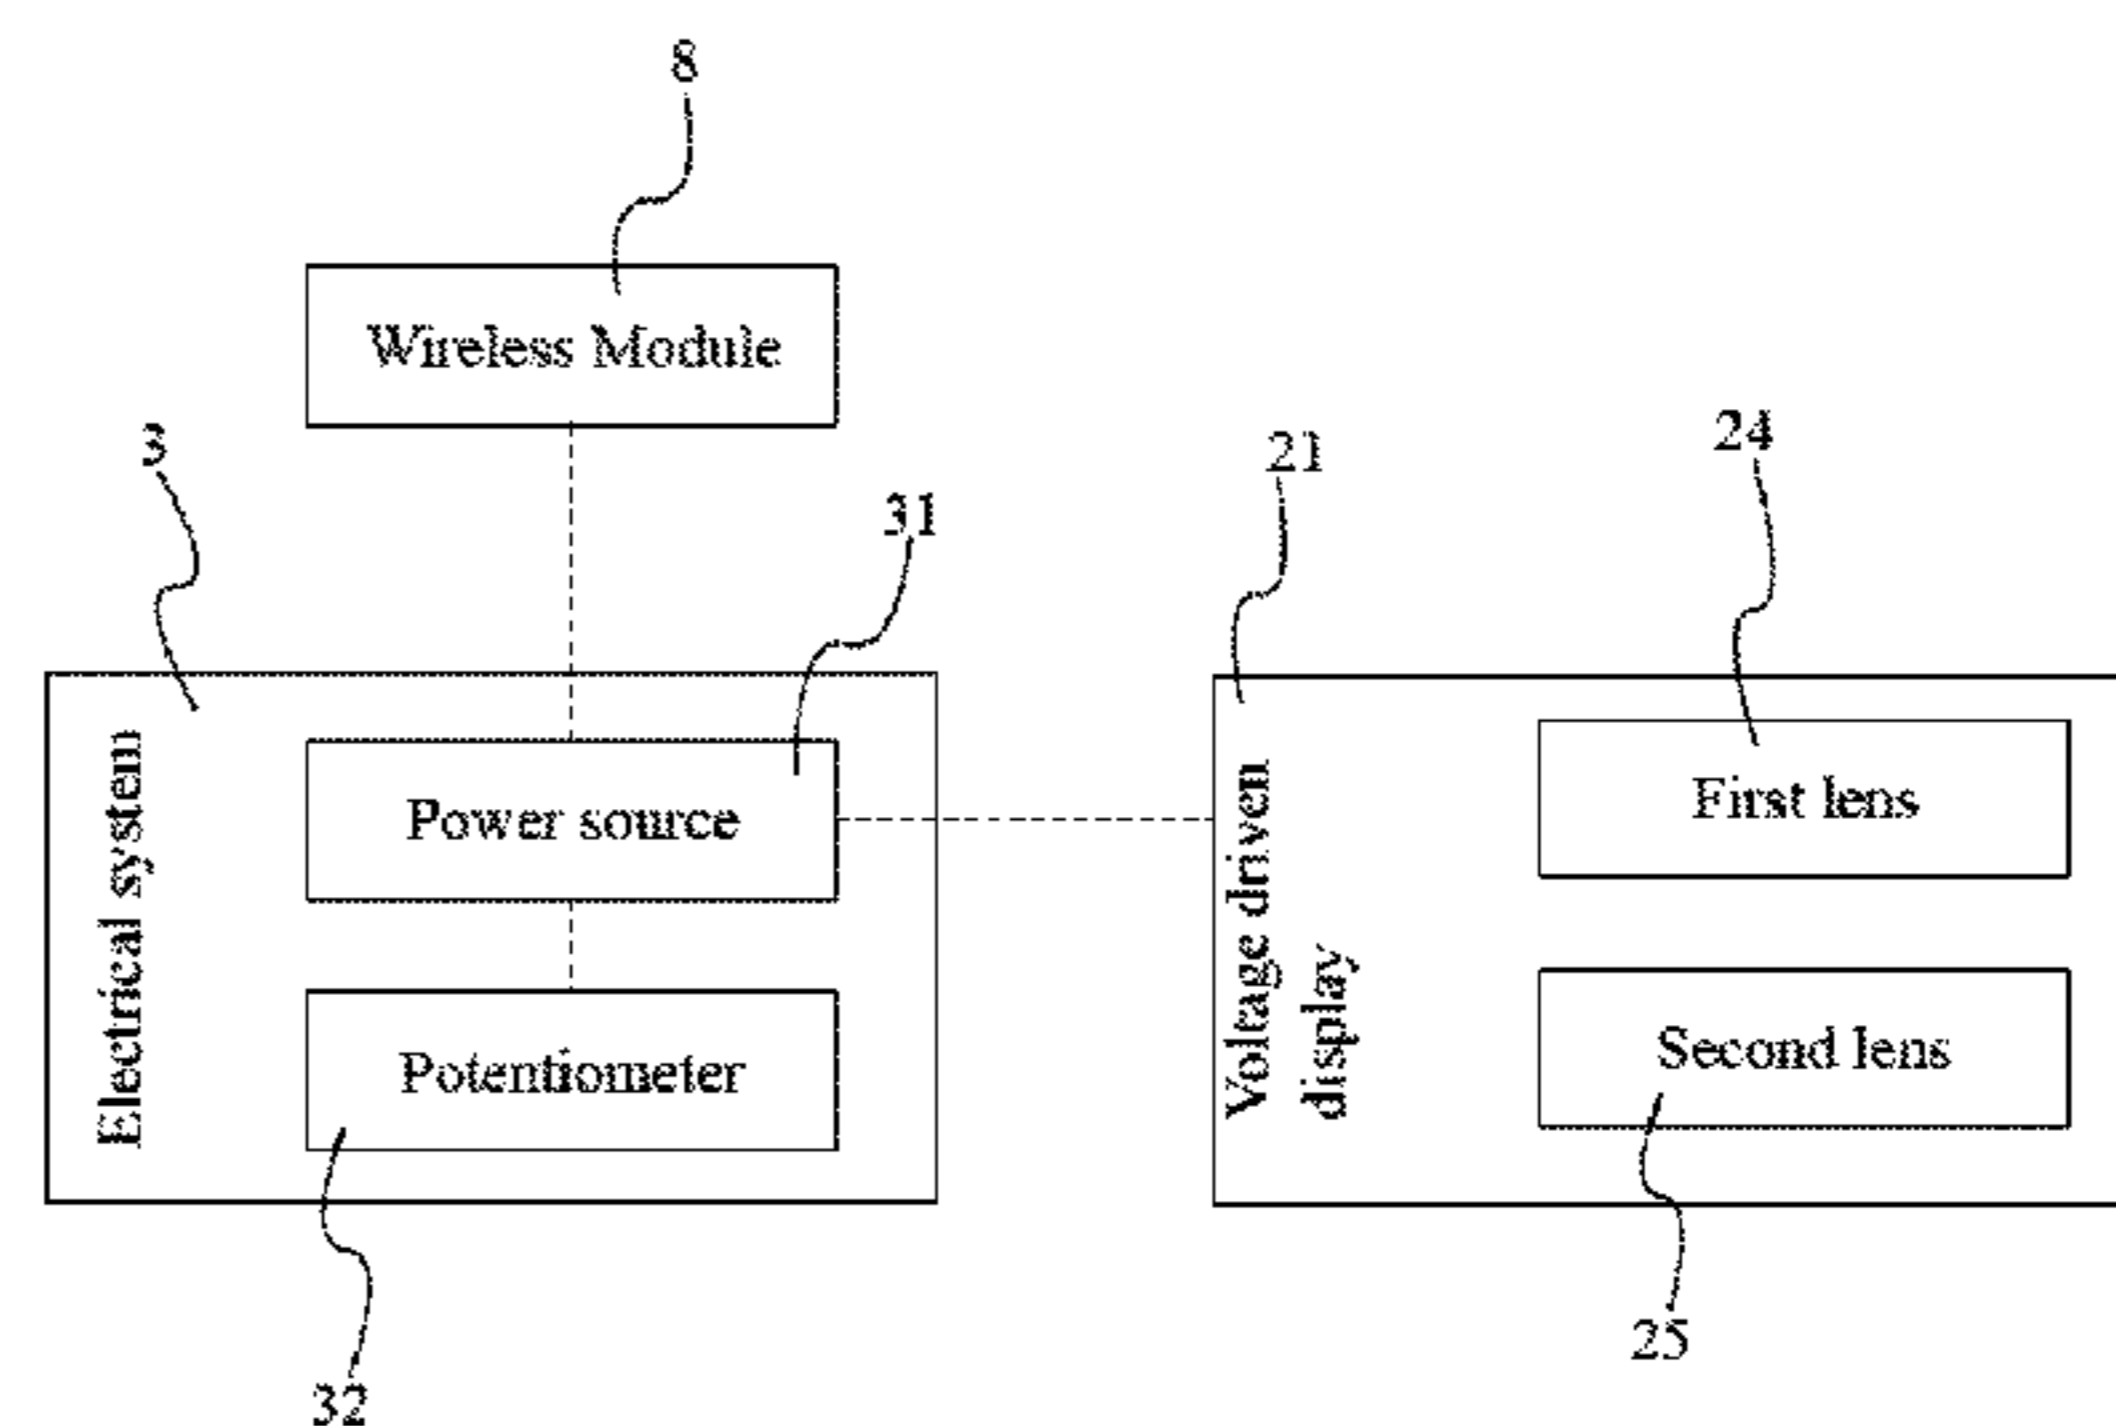 8
Wireless Module
3
31
21
24
Electrical system
Power source
Potentiometer
32
Voltage driven
display
First lens
Second lens
25